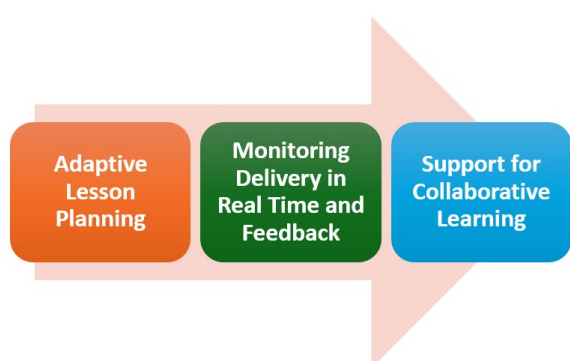 Adaptive
Lesson
Planning
Monitoring
Delivery in
Real Time and
Feedback
Support for
Collaborative
Learning